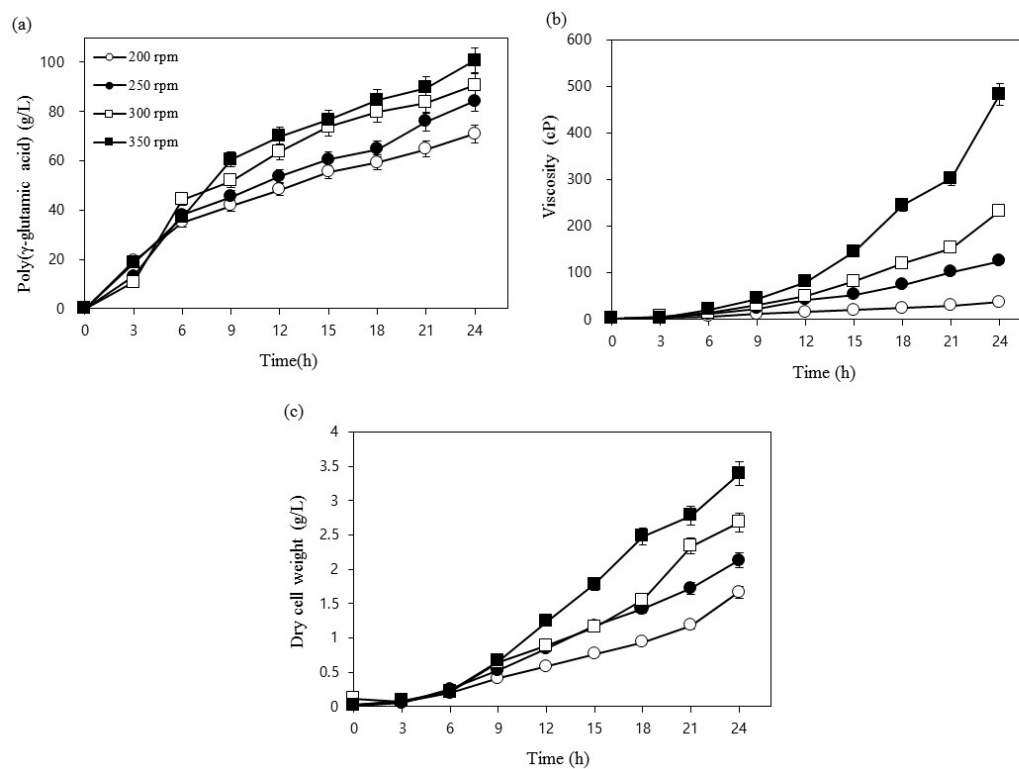 (a)
Poly(γ-glutamic acid) (g/L)
100
80
60
40
20
0
200 rpm
250 rpm
300 rpm
350 rpm
0 3 6 9 12 15 18 21 24
Time(h)
(b)
Viscosity (cP)
600
500
400
300
200
100
0
0 3 6 9 12 15 18 21 24
Time (h)
(c)
Dry cell weight (g/L)
4
3.5
3
2.5
2
1.5
1
0.5
0
0 3 6 9 12 15 18 21 24
Time (h)